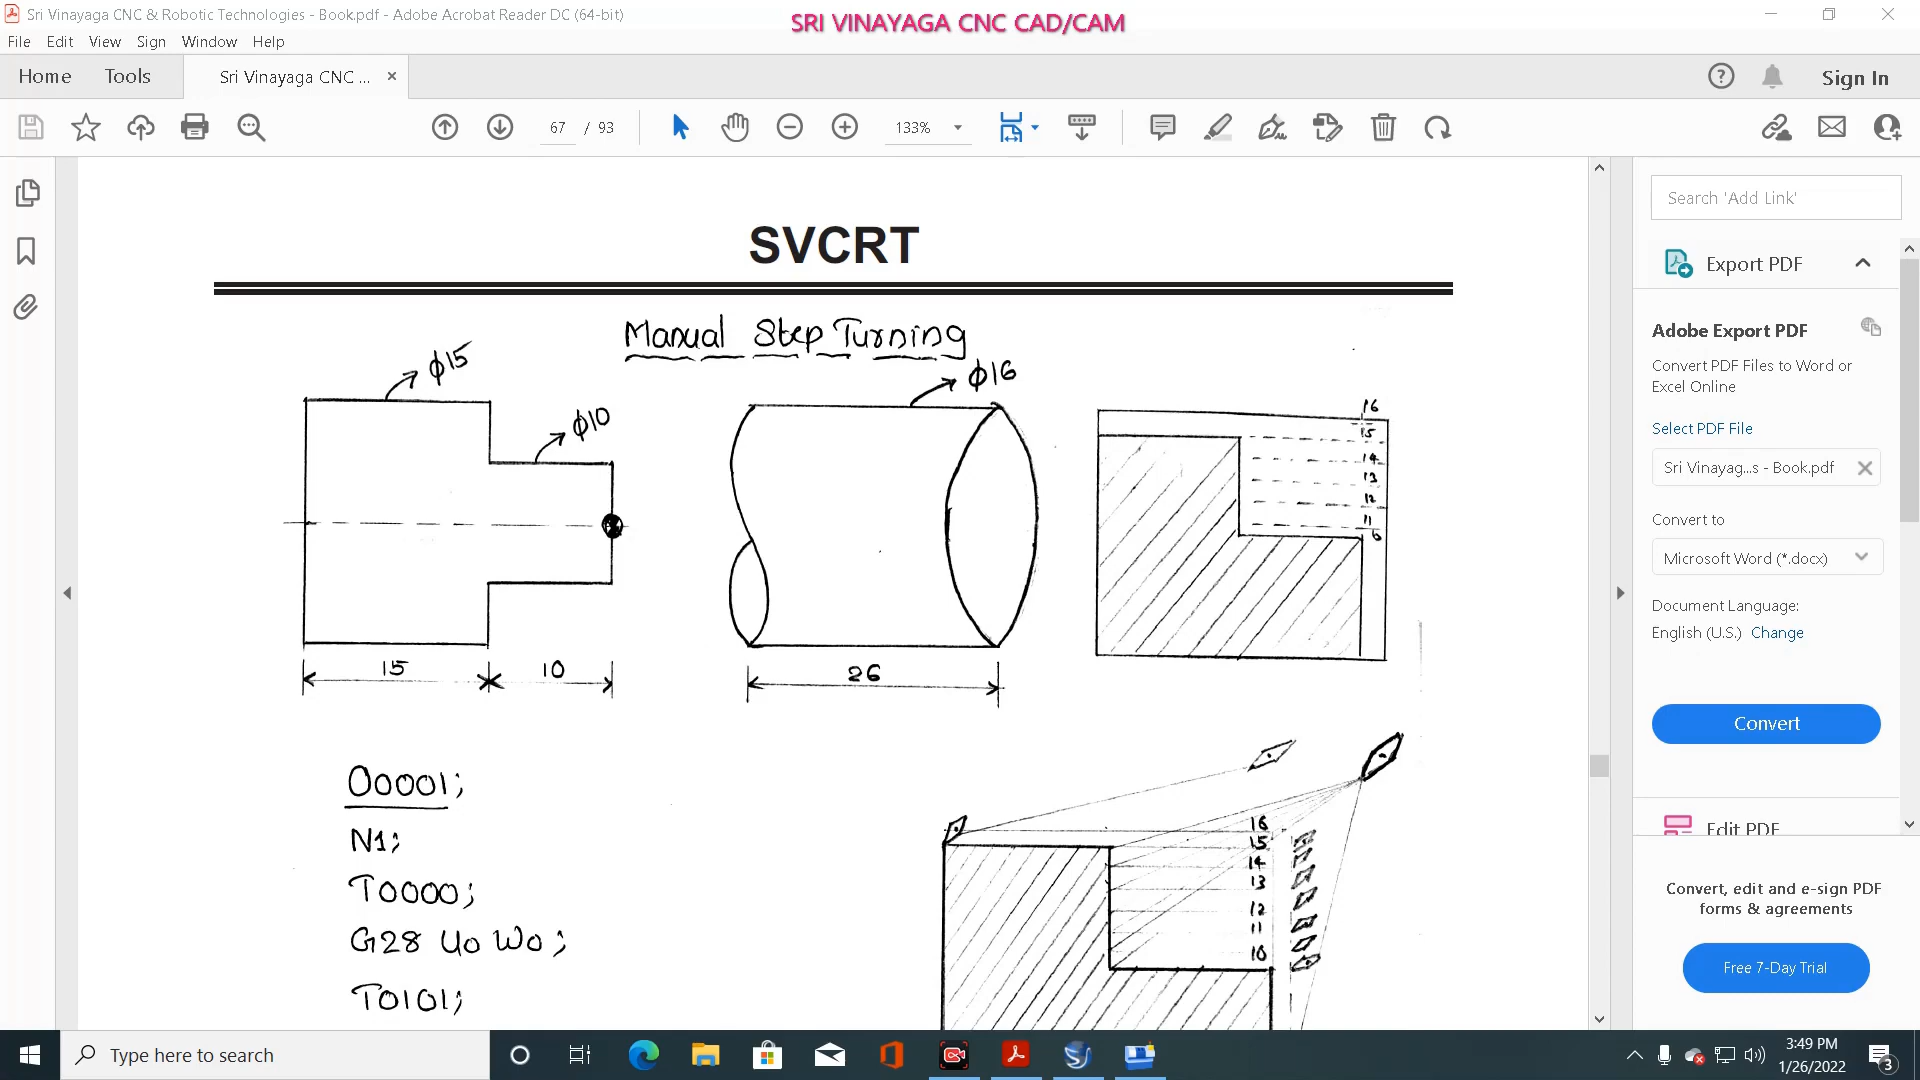 Sri Vinayaga CNC & Robotic Technologies - Book.pdf - Adobe Acrobat Reader DC (64-bit)
SRI VINAYAGA CNC CAD/CAM
File Edit View Sign Window Help
Home Tools Sri Vinayaga CNC ... × Sign In
67 / 93 133%
SVCRT
Manual Step Turning
φ15
φ10
φ16
16
15
14
13
12
11
15 10
26
O0001;
N1;
T0000;
G28 U0 W0;
T0101;
16
15
14
13
12
11
10
Search 'Add Link'
Export PDF
Adobe Export PDF
Convert PDF Files to Word or
Excel Online
Select PDF File
Sri Vinayag...s - Book.pdf
Convert to
Microsoft Word (*.docx)
Document Language:
English (U.S.) Change
Convert
Edit PDF
Convert, edit and e-sign PDF
forms & agreements
Free 7-Day Trial
Type here to search
3:49 PM
1/26/2022
3